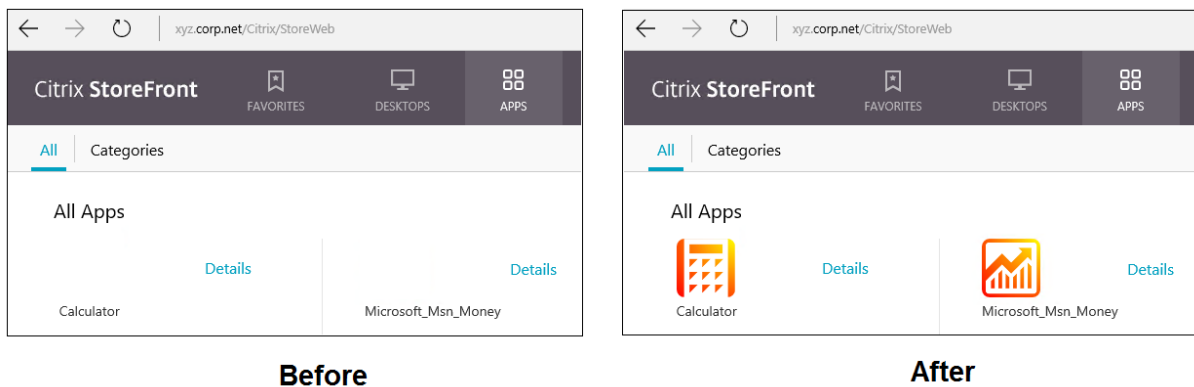 xyz.corp.net/Citrix/StoreWeb
Citrix StoreFront
FAVORITES
DESKTOPS
APPS
All
Categories
All Apps
Details
Details
Calculator
Microsoft_Msn_Money
Before
xyz.corp.net/Citrix/StoreWeb
Citrix StoreFront
FAVORITES
DESKTOPS
APPS
All
Categories
All Apps
Details
Details
Calculator
Microsoft_Msn_Money
After